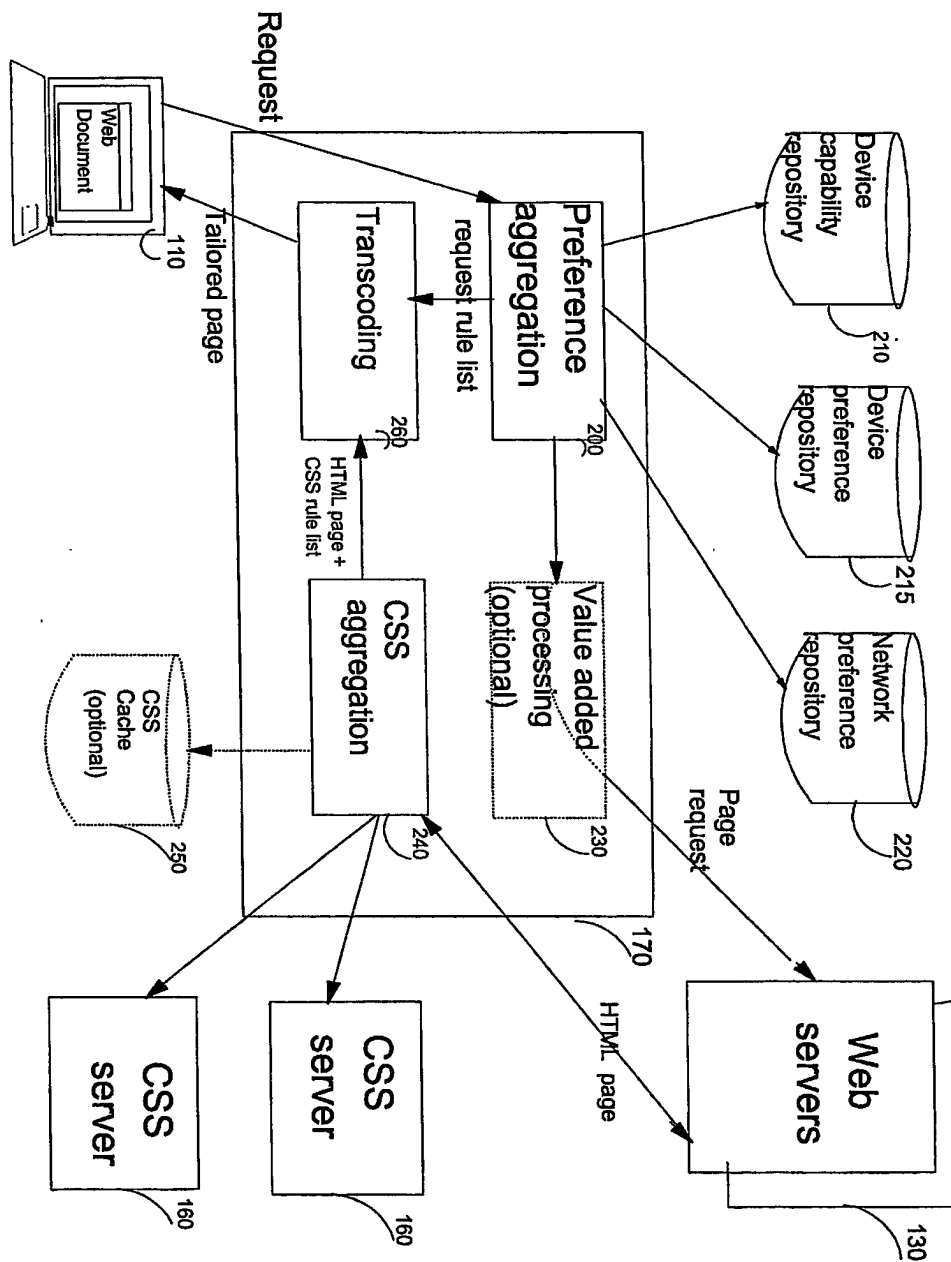 Device
capability
repository
210
Device
preference
repository
215
Network
preference
repository
220
Request
Preference
aggregation
200
request rule list
Value added
processing
(optional)
230
Page
request
170
Web
servers
130
Web
Document
110
Tailored page
Transcoding
260
HTML page +
CSS rule list
CSS
aggregation
240
HTML page
CSS
Cache
(optional)
250
CSS
server
160
CSS
server
160